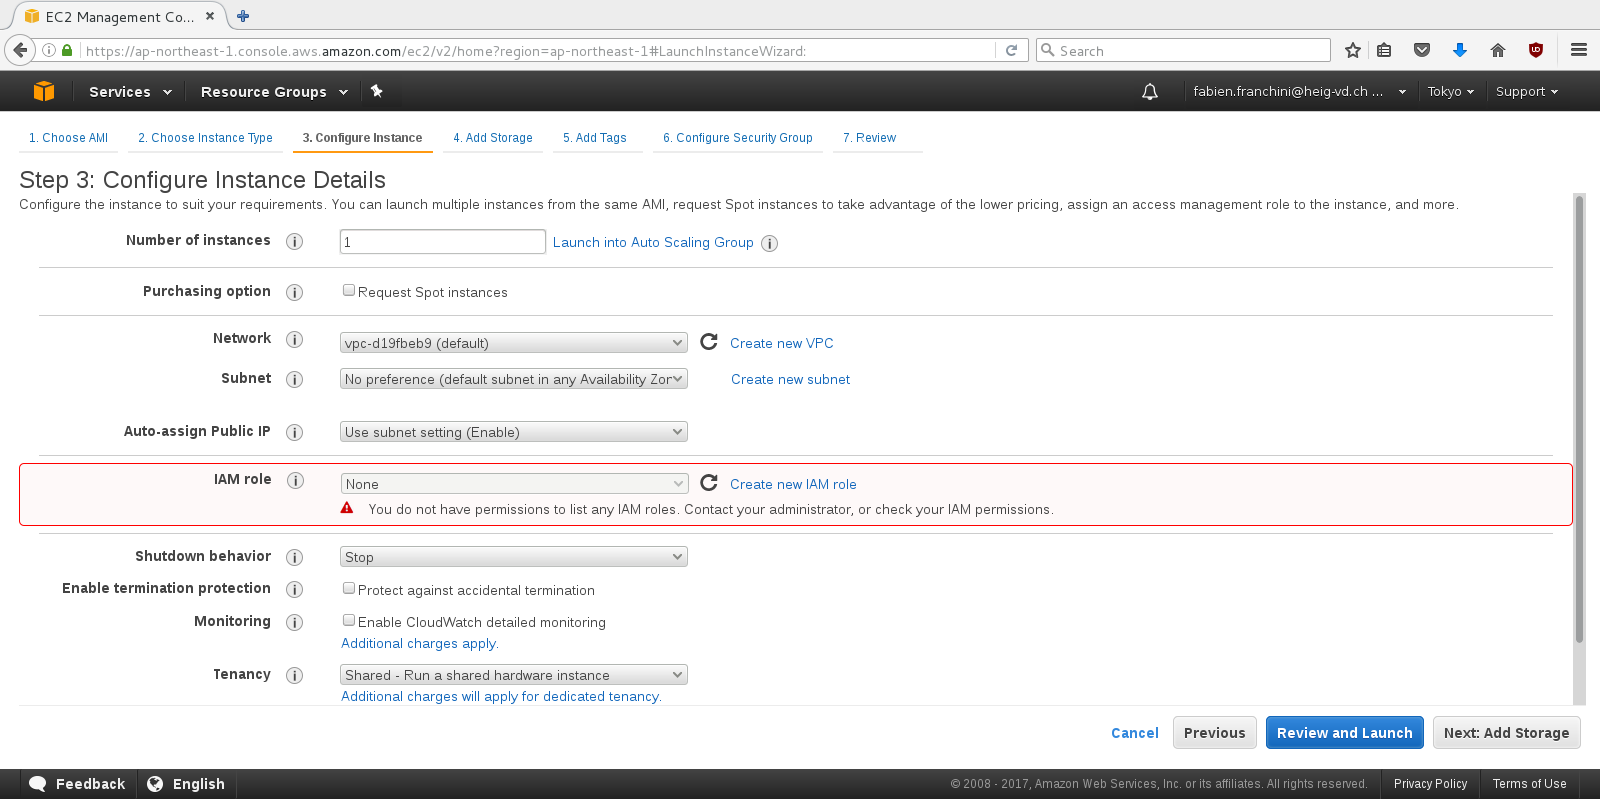 EC2 Management Co...
https://ap-northeast-1.console.aws.amazon.com/ec2/v2/home?region=ap-northeast-1#LaunchInstanceWizard:
Search
Services
Resource Groups
fabien.franchini@heig-vd.ch ...
Tokyo
Support
1. Choose AMI
2. Choose Instance Type
3. Configure Instance
4. Add Storage
5. Add Tags
6. Configure Security Group
7. Review
Step 3: Configure Instance Details
Configure the instance to suit your requirements. You can launch multiple instances from the same AMI, request Spot instances to take advantage of the lower pricing, assign an access management role to the instance, and more.
Number of instances
1
Launch into Auto Scaling Group
Purchasing option
Request Spot instances
Network
vpc-d19fbeb9 (default)
Create new VPC
Subnet
No preference (default subnet in any Availability Zon
Create new subnet
Auto-assign Public IP
Use subnet setting (Enable)
IAM role
None
Create new IAM role
You do not have permissions to list any IAM roles. Contact your administrator, or check your IAM permissions.
Shutdown behavior
Stop
Enable termination protection
Protect against accidental termination
Monitoring
Enable CloudWatch detailed monitoring
Additional charges apply.
Tenancy
Shared - Run a shared hardware instance
Additional charges will apply for dedicated tenancy.
Cancel
Previous
Review and Launch
Next: Add Storage
Feedback
English
© 2008 - 2017, Amazon Web Services, Inc. or its affiliates. All rights reserved.
Privacy Policy
Terms of Use